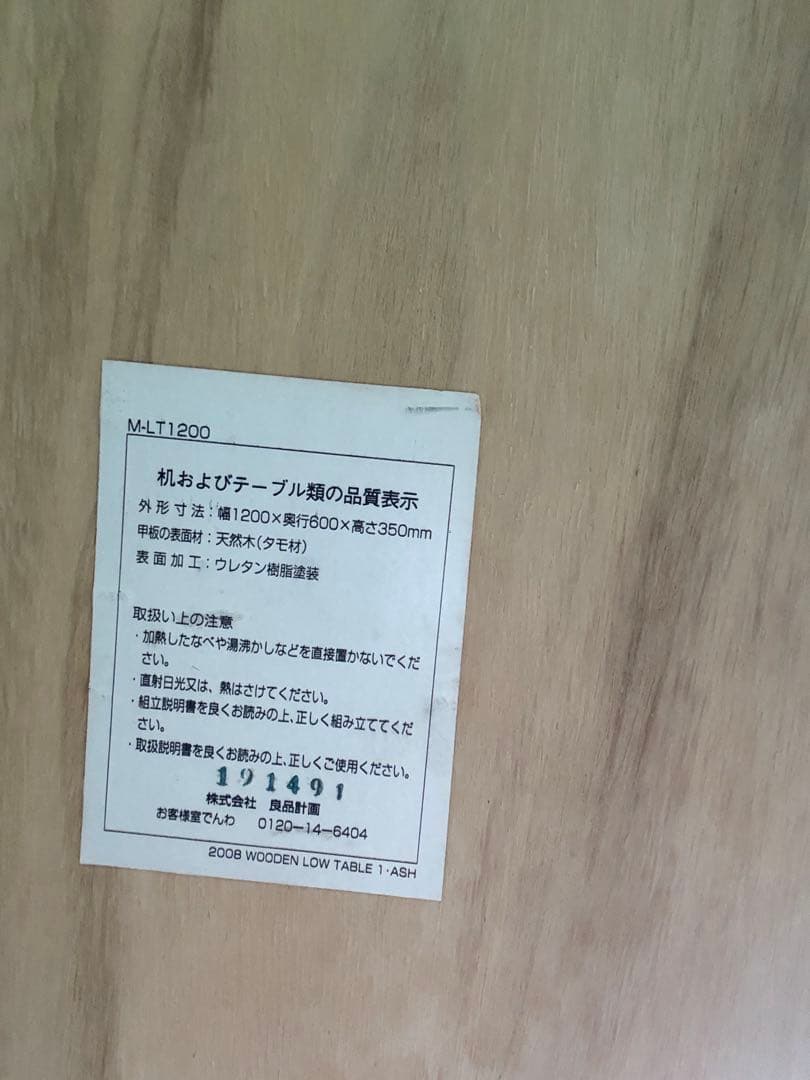 M-LT1200
机およびテーブル類の品質表示
外形寸法：幅1200×奥行600×高さ350mm
甲板の表面材：天然木(タモ材)
表面加工：ウレタン樹脂塗装
取扱い上の注意
・加熱したなべや湯沸かしなどを直接置かないでくだ
さい。
・直射日光又は、熱はさけてください。
・組立説明書を良くお読みの上、正しく組み立ててくだ
さい。
・取扱説明書を良くお読みの上、正しくご使用ください。
191491
株式会社 良品計画
お客様室でんわ 0120-14-6404
2008 WOODEN LOW TABLE 1・ASH